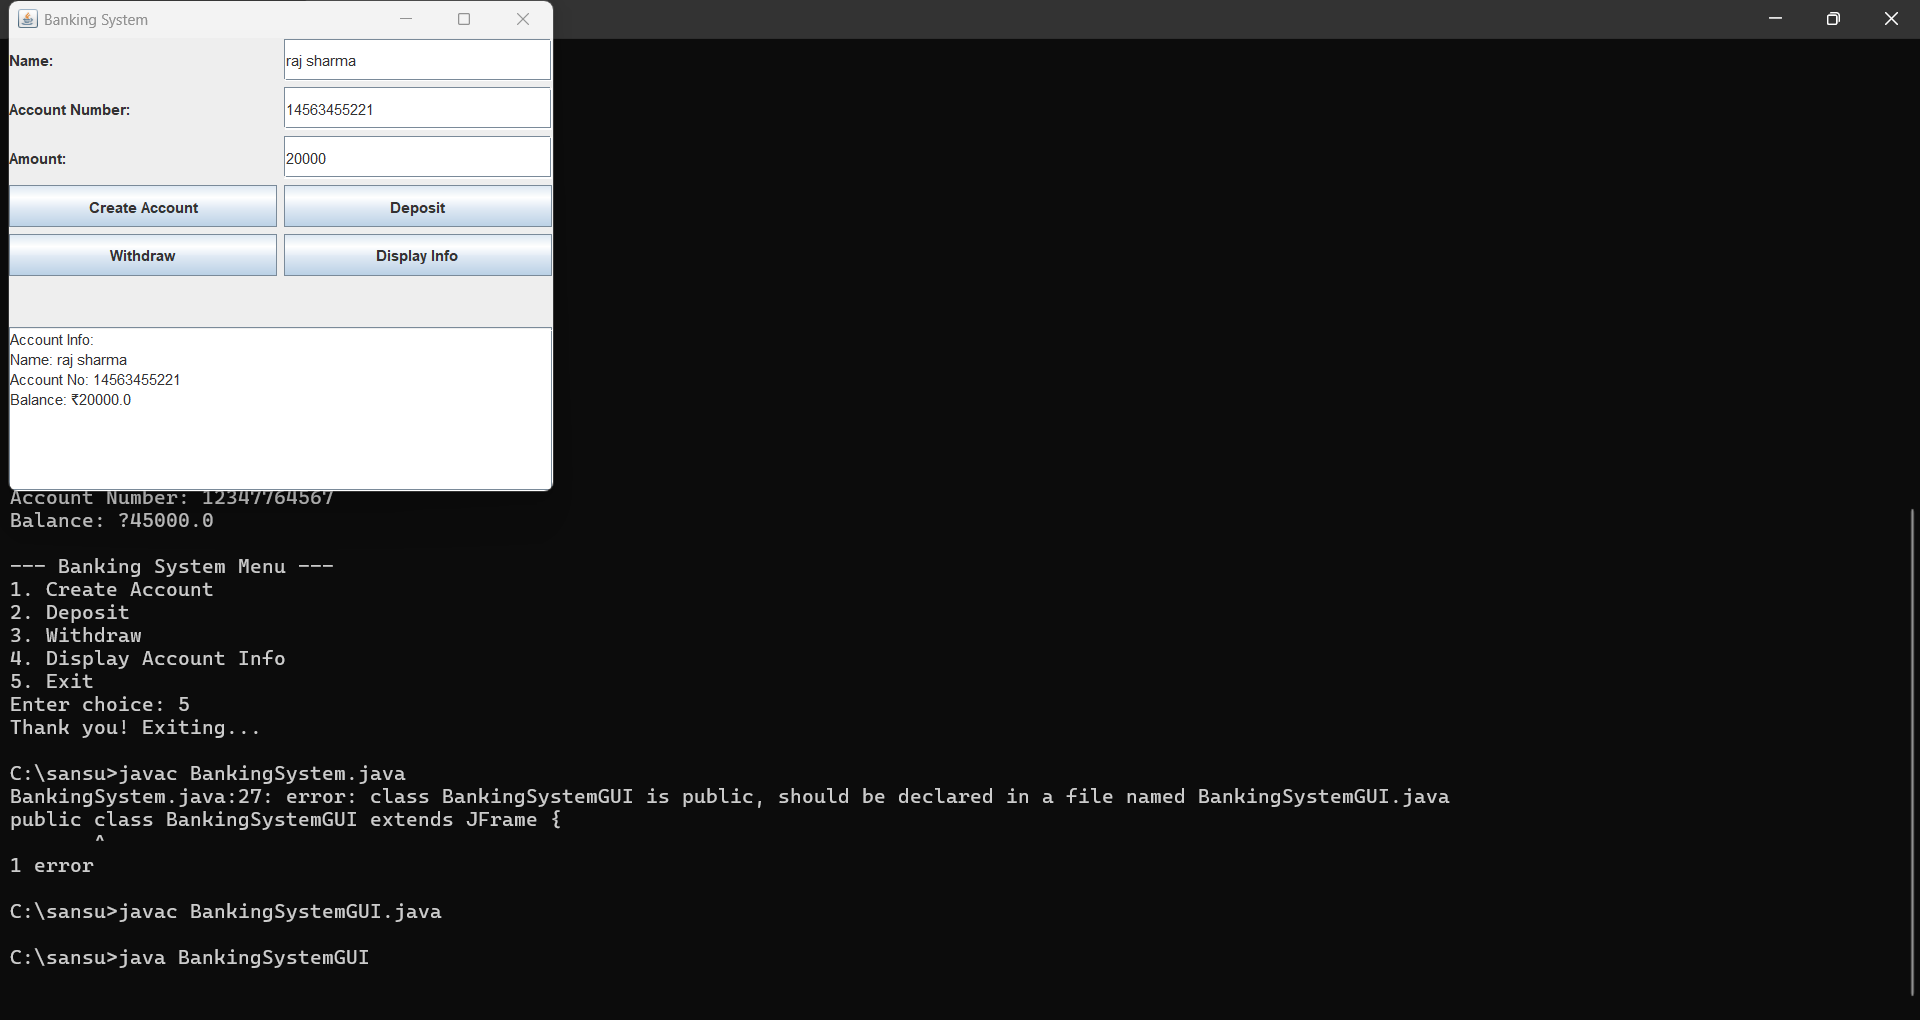 Banking System
Name:
raj sharma
Account Number:
14563455221
Amount:
20000
Create Account
Deposit
Withdraw
Display Info
Account Info:
Name: raj sharma
Account No: 14563455221
Balance: ₹20000.0
Account Number: 12347764567
Balance: ?45000.0
--- Banking System Menu ---
1. Create Account
2. Deposit
3. Withdraw
4. Display Account Info
5. Exit
Enter choice: 5
Thank you! Exiting...
C:\sansu>javac BankingSystem.java
BankingSystem.java:27: error: class BankingSystemGUI is public, should be declared in a file named BankingSystemGUI.java
public class BankingSystemGUI extends JFrame {
^
1 error
C:\sansu>javac BankingSystemGUI.java
C:\sansu>java BankingSystemGUI